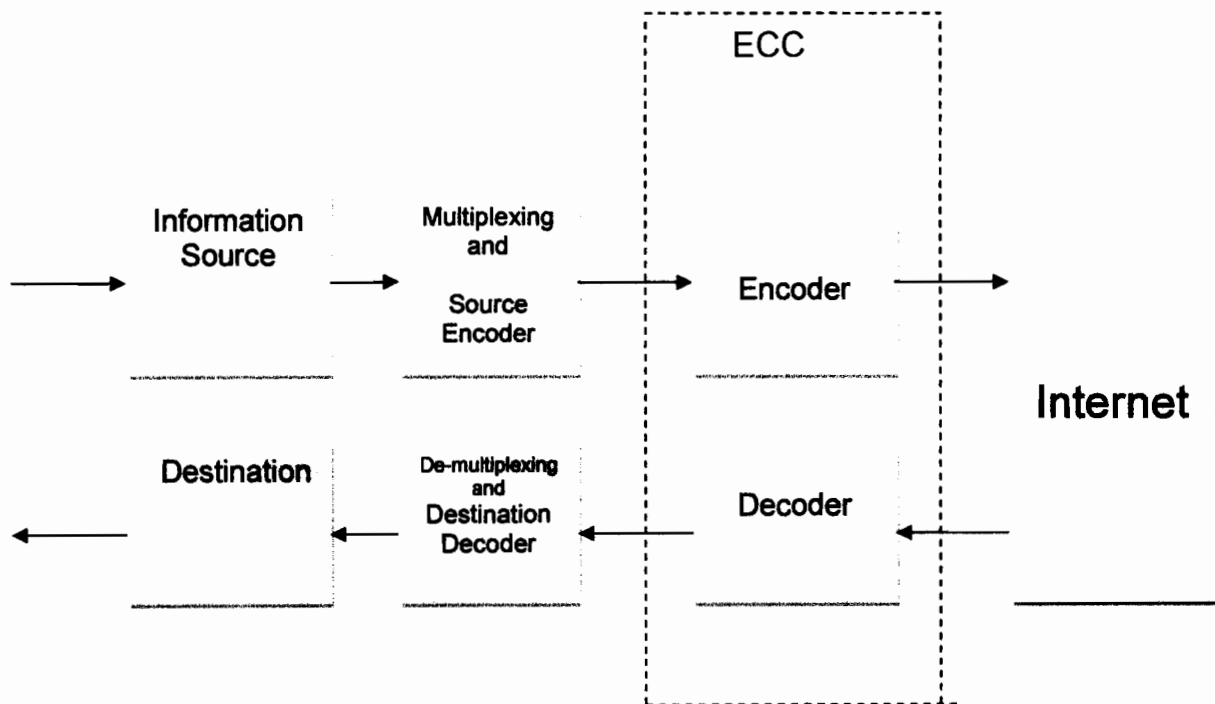 ECC
Information
Source
Multiplexing
and
Source
Encoder
Encoder
Internet
Destination
De-multiplexing
and
Destination
Decoder
Decoder